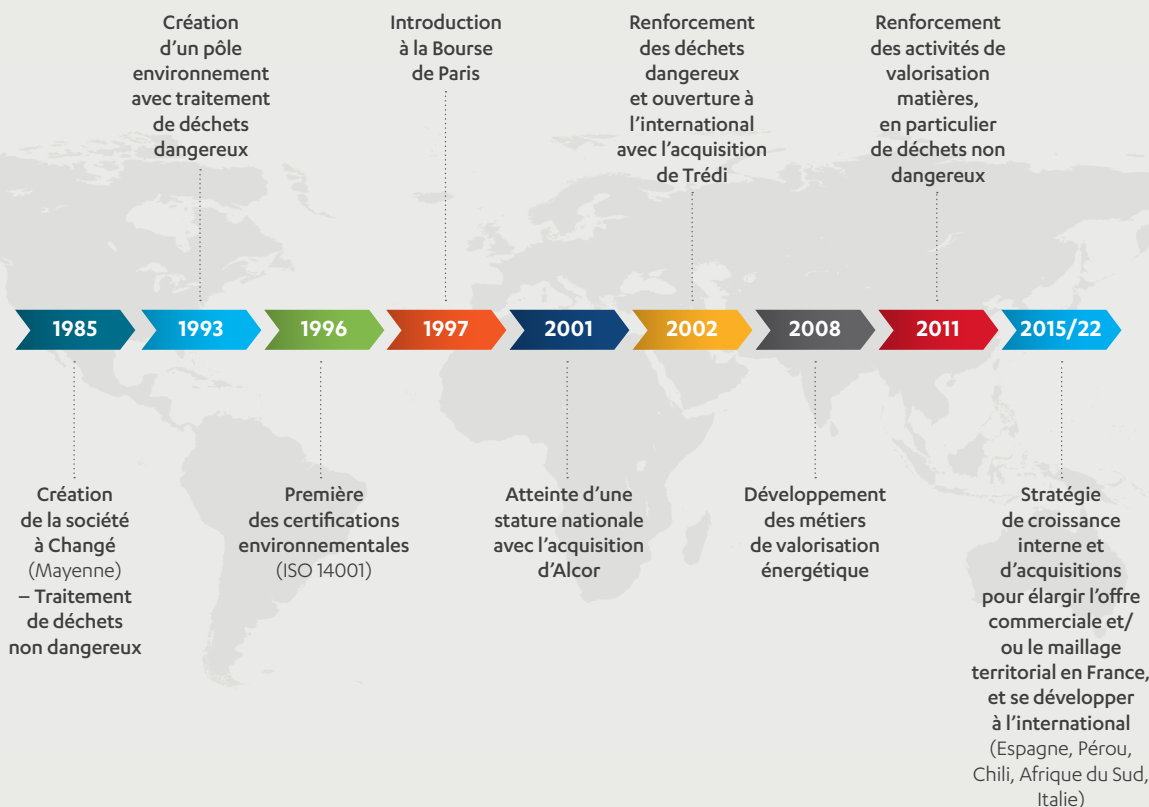 Création
d'un pôle
environnement
avec traitement
de déchets
dangereux
Introduction
à la Bourse
de Paris
Renforcement
des déchets
dangereux
et ouverture à
l'international
avec l'acquisition
de Trédi
Renforcement
des activités de
valorisation
matières,
en particulier
de déchets non
dangereux
1985
1993
1996
1997
2001
2002
2008
2011
2015/22
Création
de la société
à Changé
(Mayenne)
– Traitement
de déchets
non dangereux
Première
des certifications
environnementales
(ISO 14001)
Atteinte d'une
stature nationale
avec l'acquisition
d'Alcor
Développement
des métiers
de valorisation
énergétique
Stratégie
de croissance
interne et
d'acquisitions
pour élargir l'offre
commerciale et/
ou le maillage
territorial en France,
et se développer
à l'international
(Espagne, Pérou,
Chili, Afrique du Sud,
Italie)